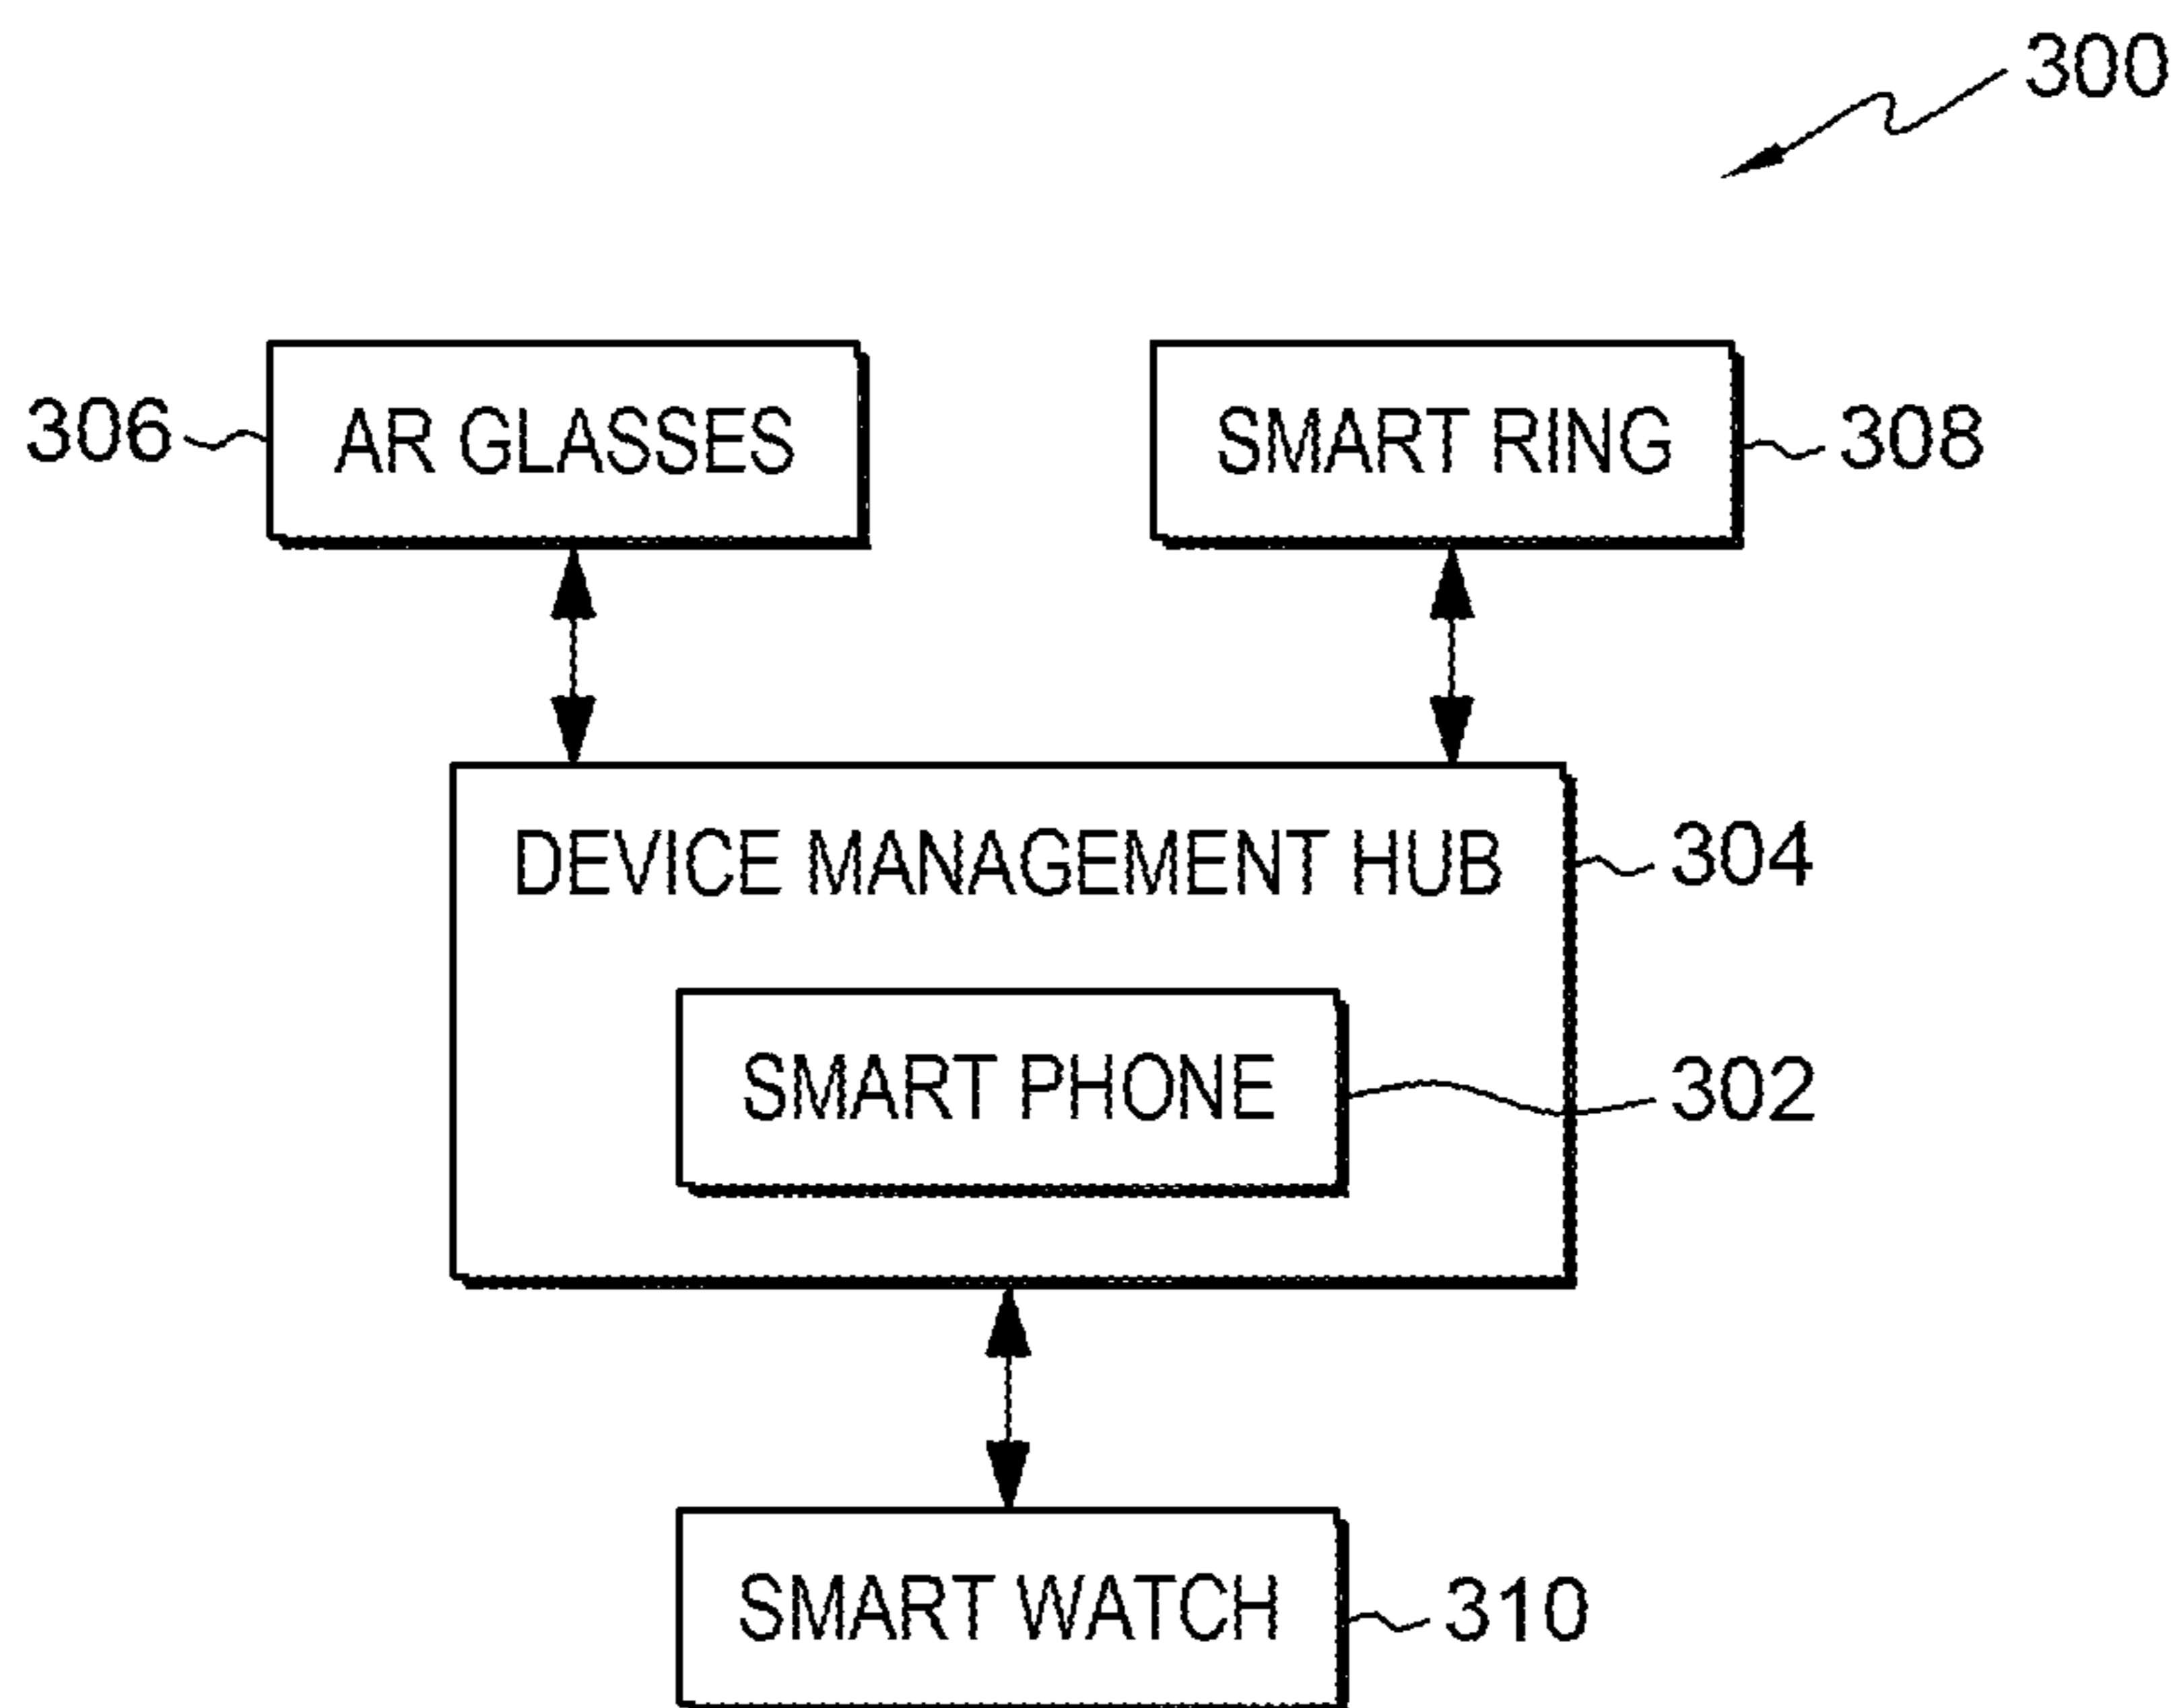 300
306
AR GLASSES
SMART RING
308
DEVICE MANAGEMENT HUB
304
SMART PHONE
302
SMART WATCH
310